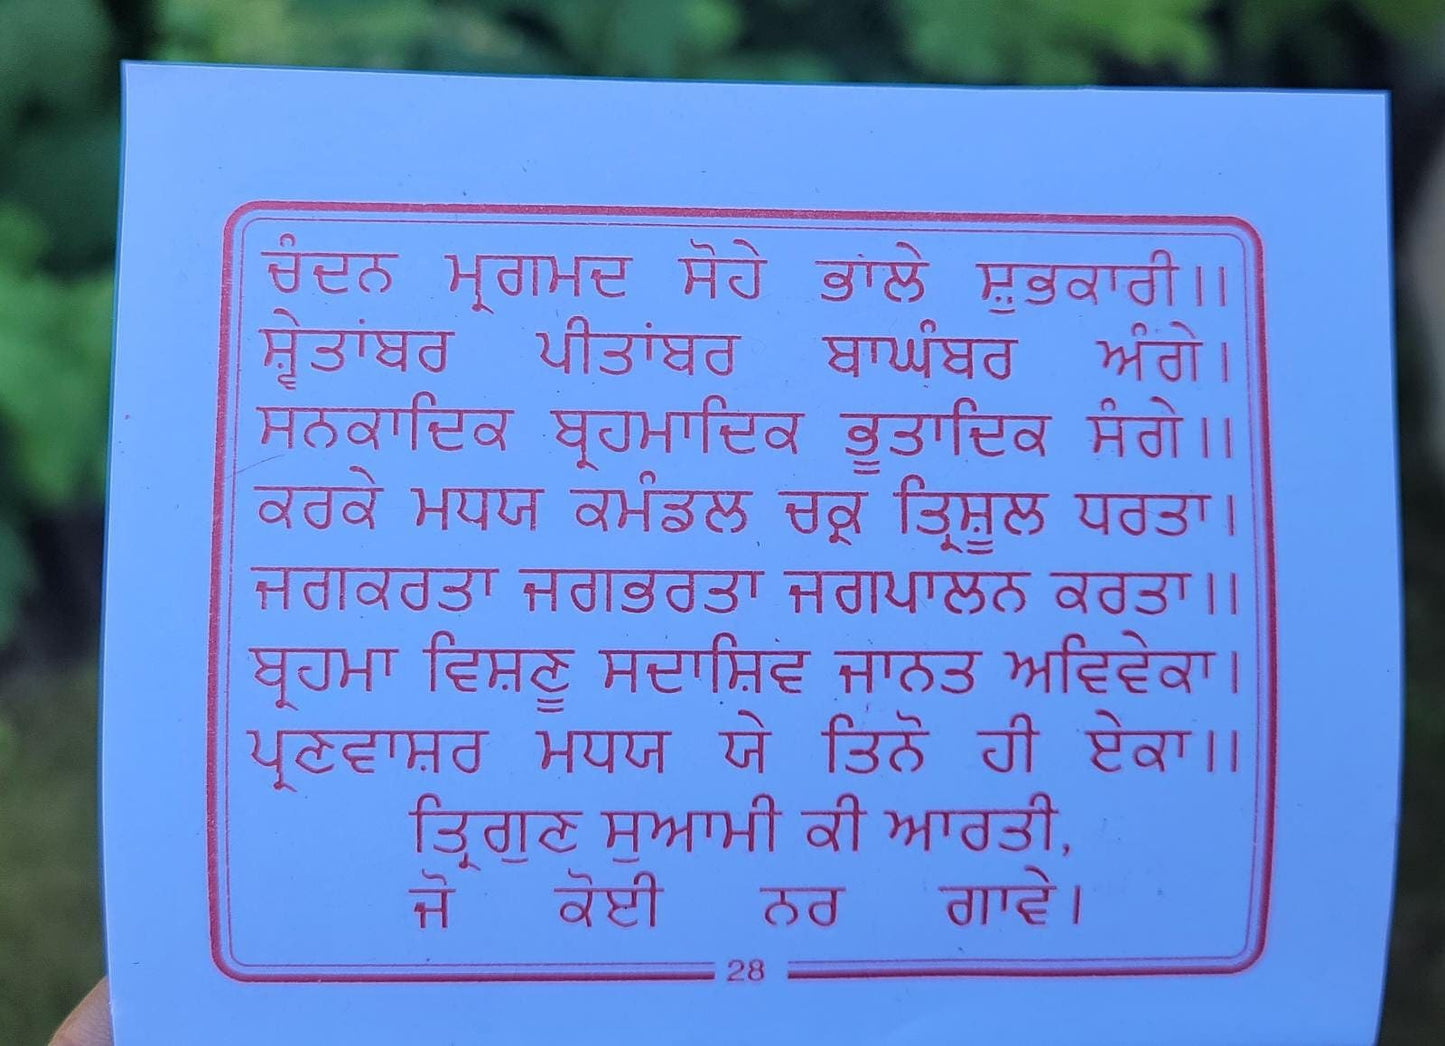 ਚੰਦਨ ਮ੍ਰਗਮਦ ਸੋਹੇ ਭਾਲੇ ਸ਼ੁਭਕਾਰੀ।।
ਸ਼੍ਵੇਤਾਂਬਰ ਪੀਤਾਂਬਰ ਬਾਘੰਬਰ ਅੰਗੇ।
ਸਨਕਾਦਿਕ ਬ੍ਰਹਮਾਦਿਕ ਭੂਤਾਦਿਕ ਸੰਗੇ।।
ਕਰਕੇ ਮਧਯ ਕਮੰਡਲ ਚਕ੍ਰ ਤ੍ਰਿਸ਼ੂਲ ਧਰਤਾ।
ਜਗਕਰਤਾ ਜਗਭਰਤਾ ਜਗਪਾਲਨ ਕਰਤਾ।।
ਬ੍ਰਹਮਾ ਵਿਸ਼ਣੂ ਸਦਾਸ਼ਿਵ ਜਾਨਤ ਅਵਿਵੇਕਾ।
ਪ੍ਰਣਵਾਸ਼ਰ ਮਧਯ ਯੇ ਤਿਨੋ ਹੀ ਏਕਾ।।
ਤ੍ਰਿਗੁਣ ਸੁਆਮੀ ਕੀ ਆਰਤੀ,
ਜੋ ਕੋਈ ਨਰ ਗਾਵੇ।
28